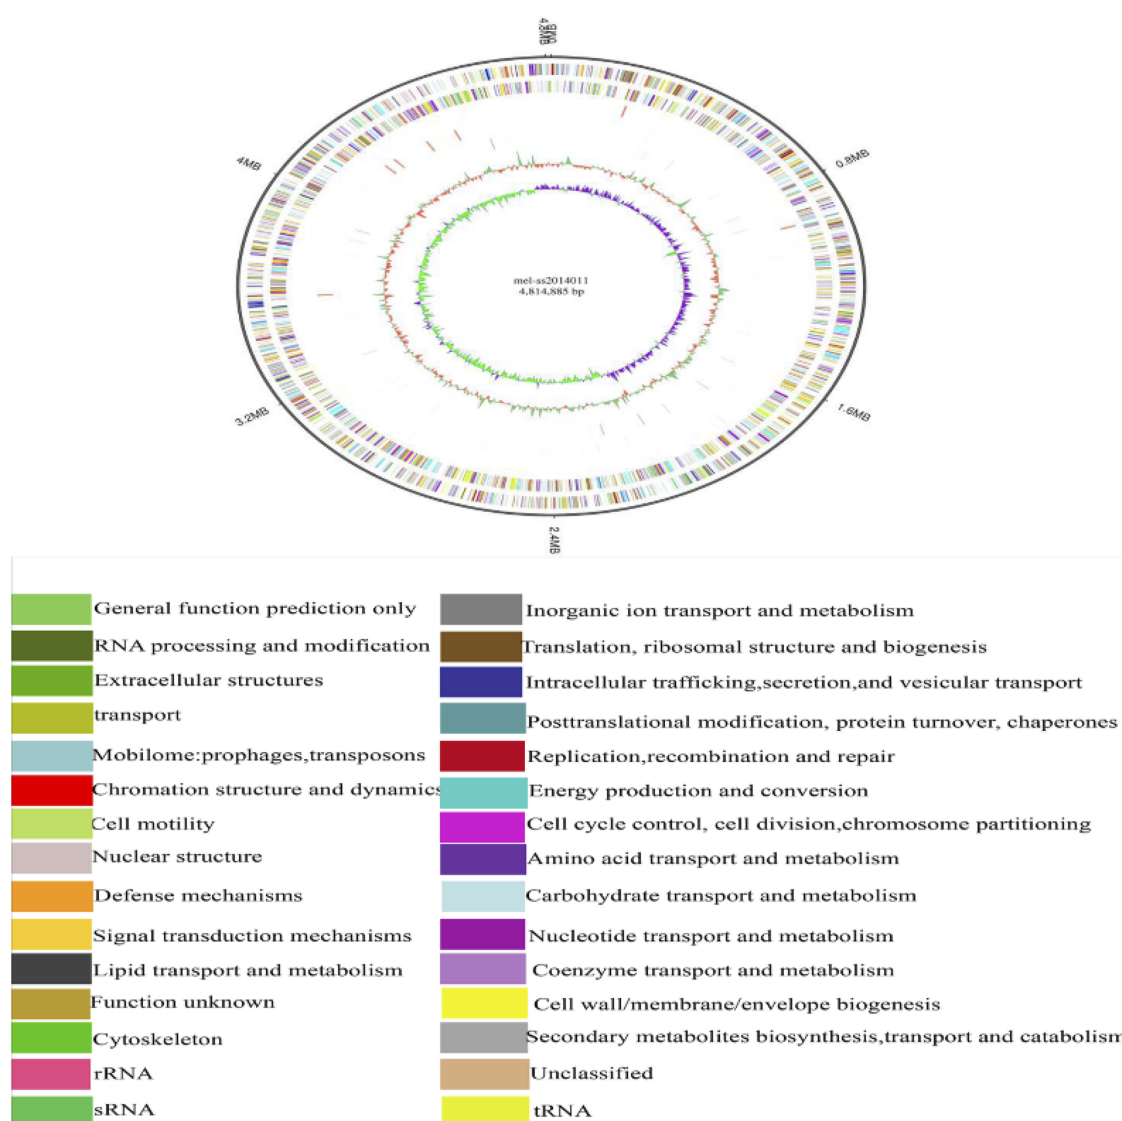 0.8MB
4MB
mel-ss2014011
4,814,885 bp
3.2MB
1.6MB
2.4MB
General function prediction only
Inorganic ion transport and metabolism
RNA processing and modification
Translation, ribosomal structure and biogenesis
Extracellular structures
Intracellular trafficking,secretion,and vesicular transport
transport
Posttranslational modification, protein turnover, chaperones
Mobilome:prophages,transposons
Replication,recombination and repair
Chromation structure and dynamics
Energy production and conversion
Cell motility
Cell cycle control, cell division,chromosome partitioning
Nuclear structure
Amino acid transport and metabolism
Defense mechanisms
Carbohydrate transport and metabolism
Signal transduction mechanisms
Nucleotide transport and metabolism
Lipid transport and metabolism
Coenzyme transport and metabolism
Function unknown
Cell wall/membrane/envelope biogenesis
Cytoskeleton
Secondary metabolites biosynthesis,transport and catabolism
rRNA
Unclassified
sRNA
tRNA